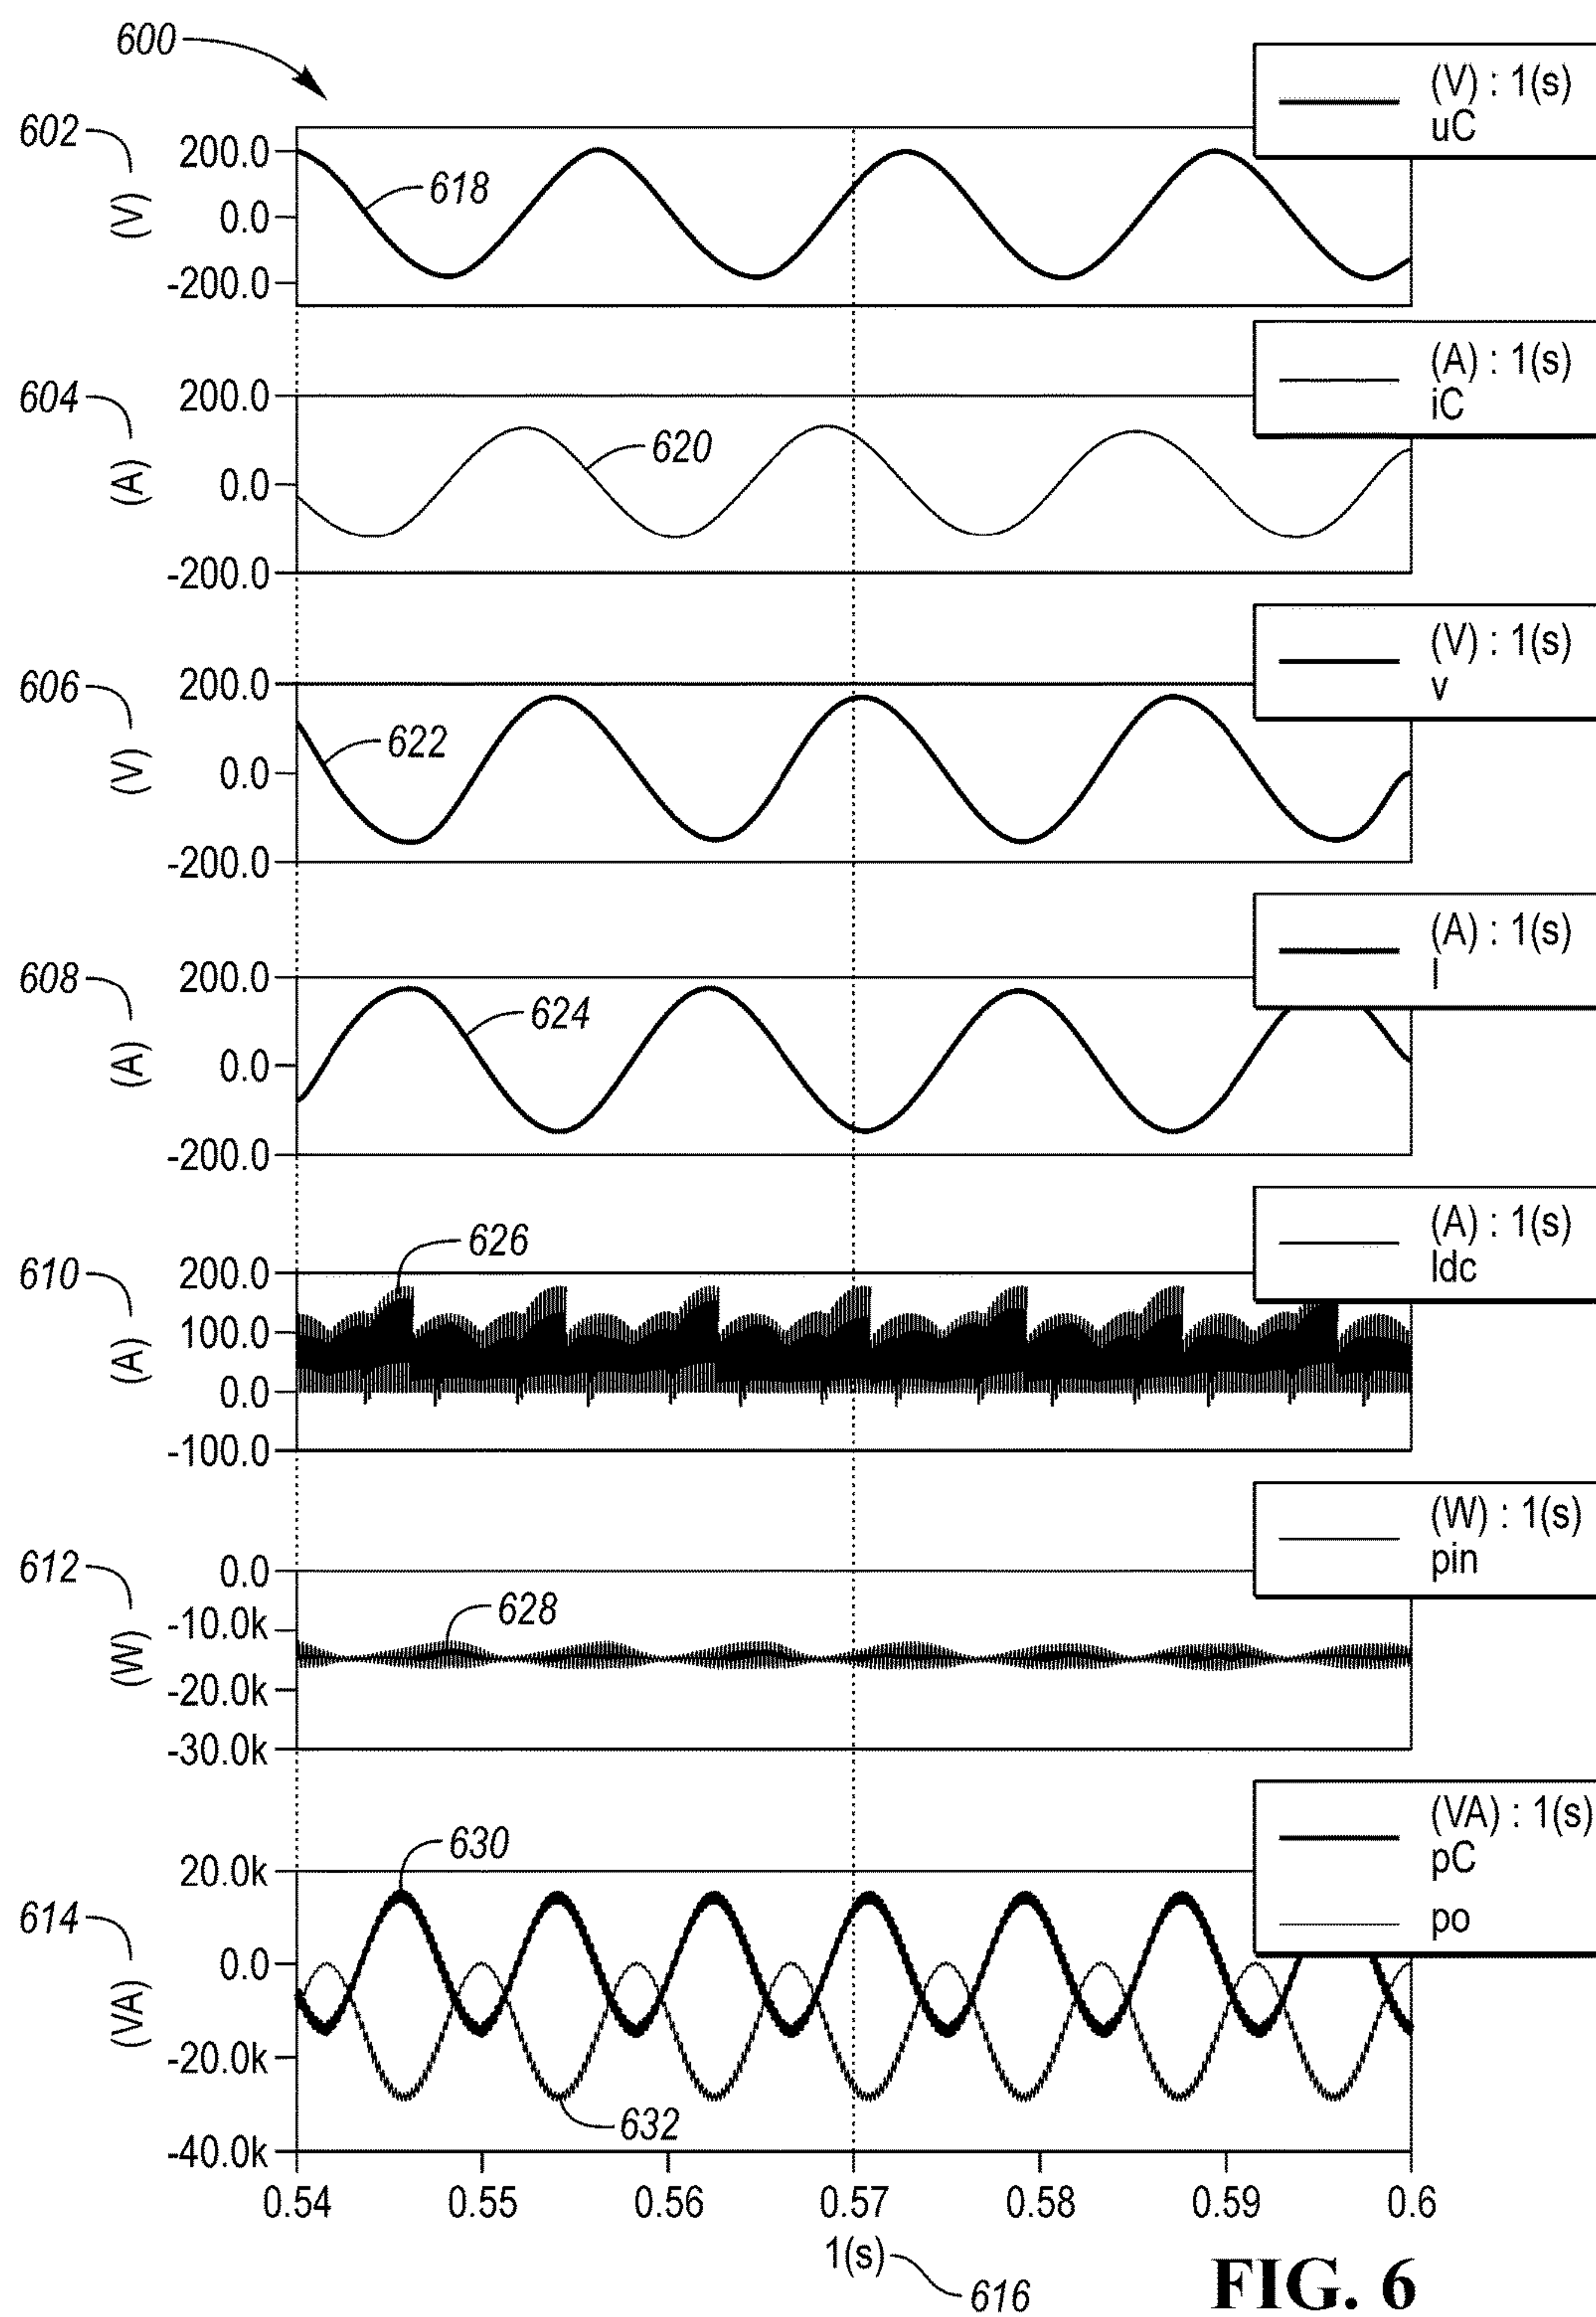 600
602
(V)
200.0
0.0
-200.0
618
(V) : 1(s)
uC
604
(A)
200.0
0.0
-200.0
620
(A) : 1(s)
iC
606
(V)
200.0
0.0
-200.0
622
(V) : 1(s)
v
608
(A)
200.0
0.0
-200.0
624
(A) : 1(s)
I
610
(A)
200.0
100.0
0.0
-100.0
626
(A) : 1(s)
Idc
612
(W)
0.0
-10.0k
-20.0k
-30.0k
628
(W) : 1(s)
pin
614
(VA)
20.0k
0.0
-20.0k
-40.0k
630
632
(VA) : 1(s)
pC
po
0.54 0.55 0.56 0.57 0.58 0.59 0.6
1(s)
616
FIG. 6